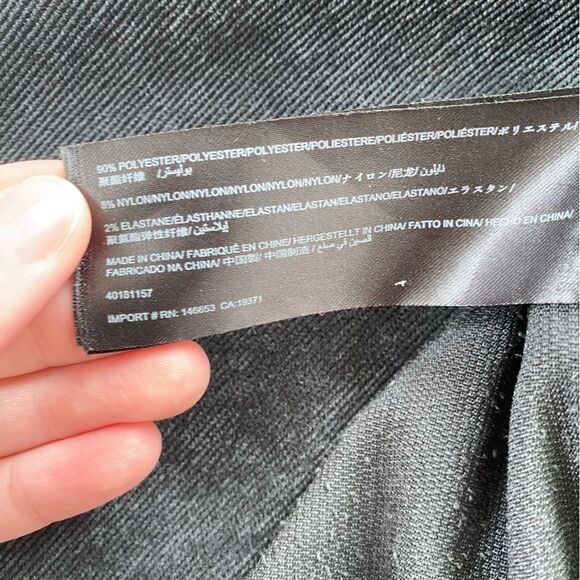 90% POLYESTER/POLYESTER/POLYESTER/POLIESTERE/POLIÉSTER/POLIÉSTER/ポリエステル/
聚酯纤维 /بوليستر
8% NYLON/NYLON/NYLON/NYLON/NYLON/NYLON/ナイロン/尼龙/نايلون
2% ELASTANE/ÉLASTHANNE/ELASTAN/ELASTAN/ELASTANO/ELASTANO/エラスタン/
聚氨酯弹性纤维/إيلاستين
MADE IN CHINA/ FABRIQUÉ EN CHINE/ HERGESTELLT IN CHINA/ FATTO IN CINA/ HECHO EN CHINA/
FABRICADO NA CHINA/ 中国製/ 中国制造/ الصين في صنع
40181157
IMPORT # RN: 146653 CA:19371